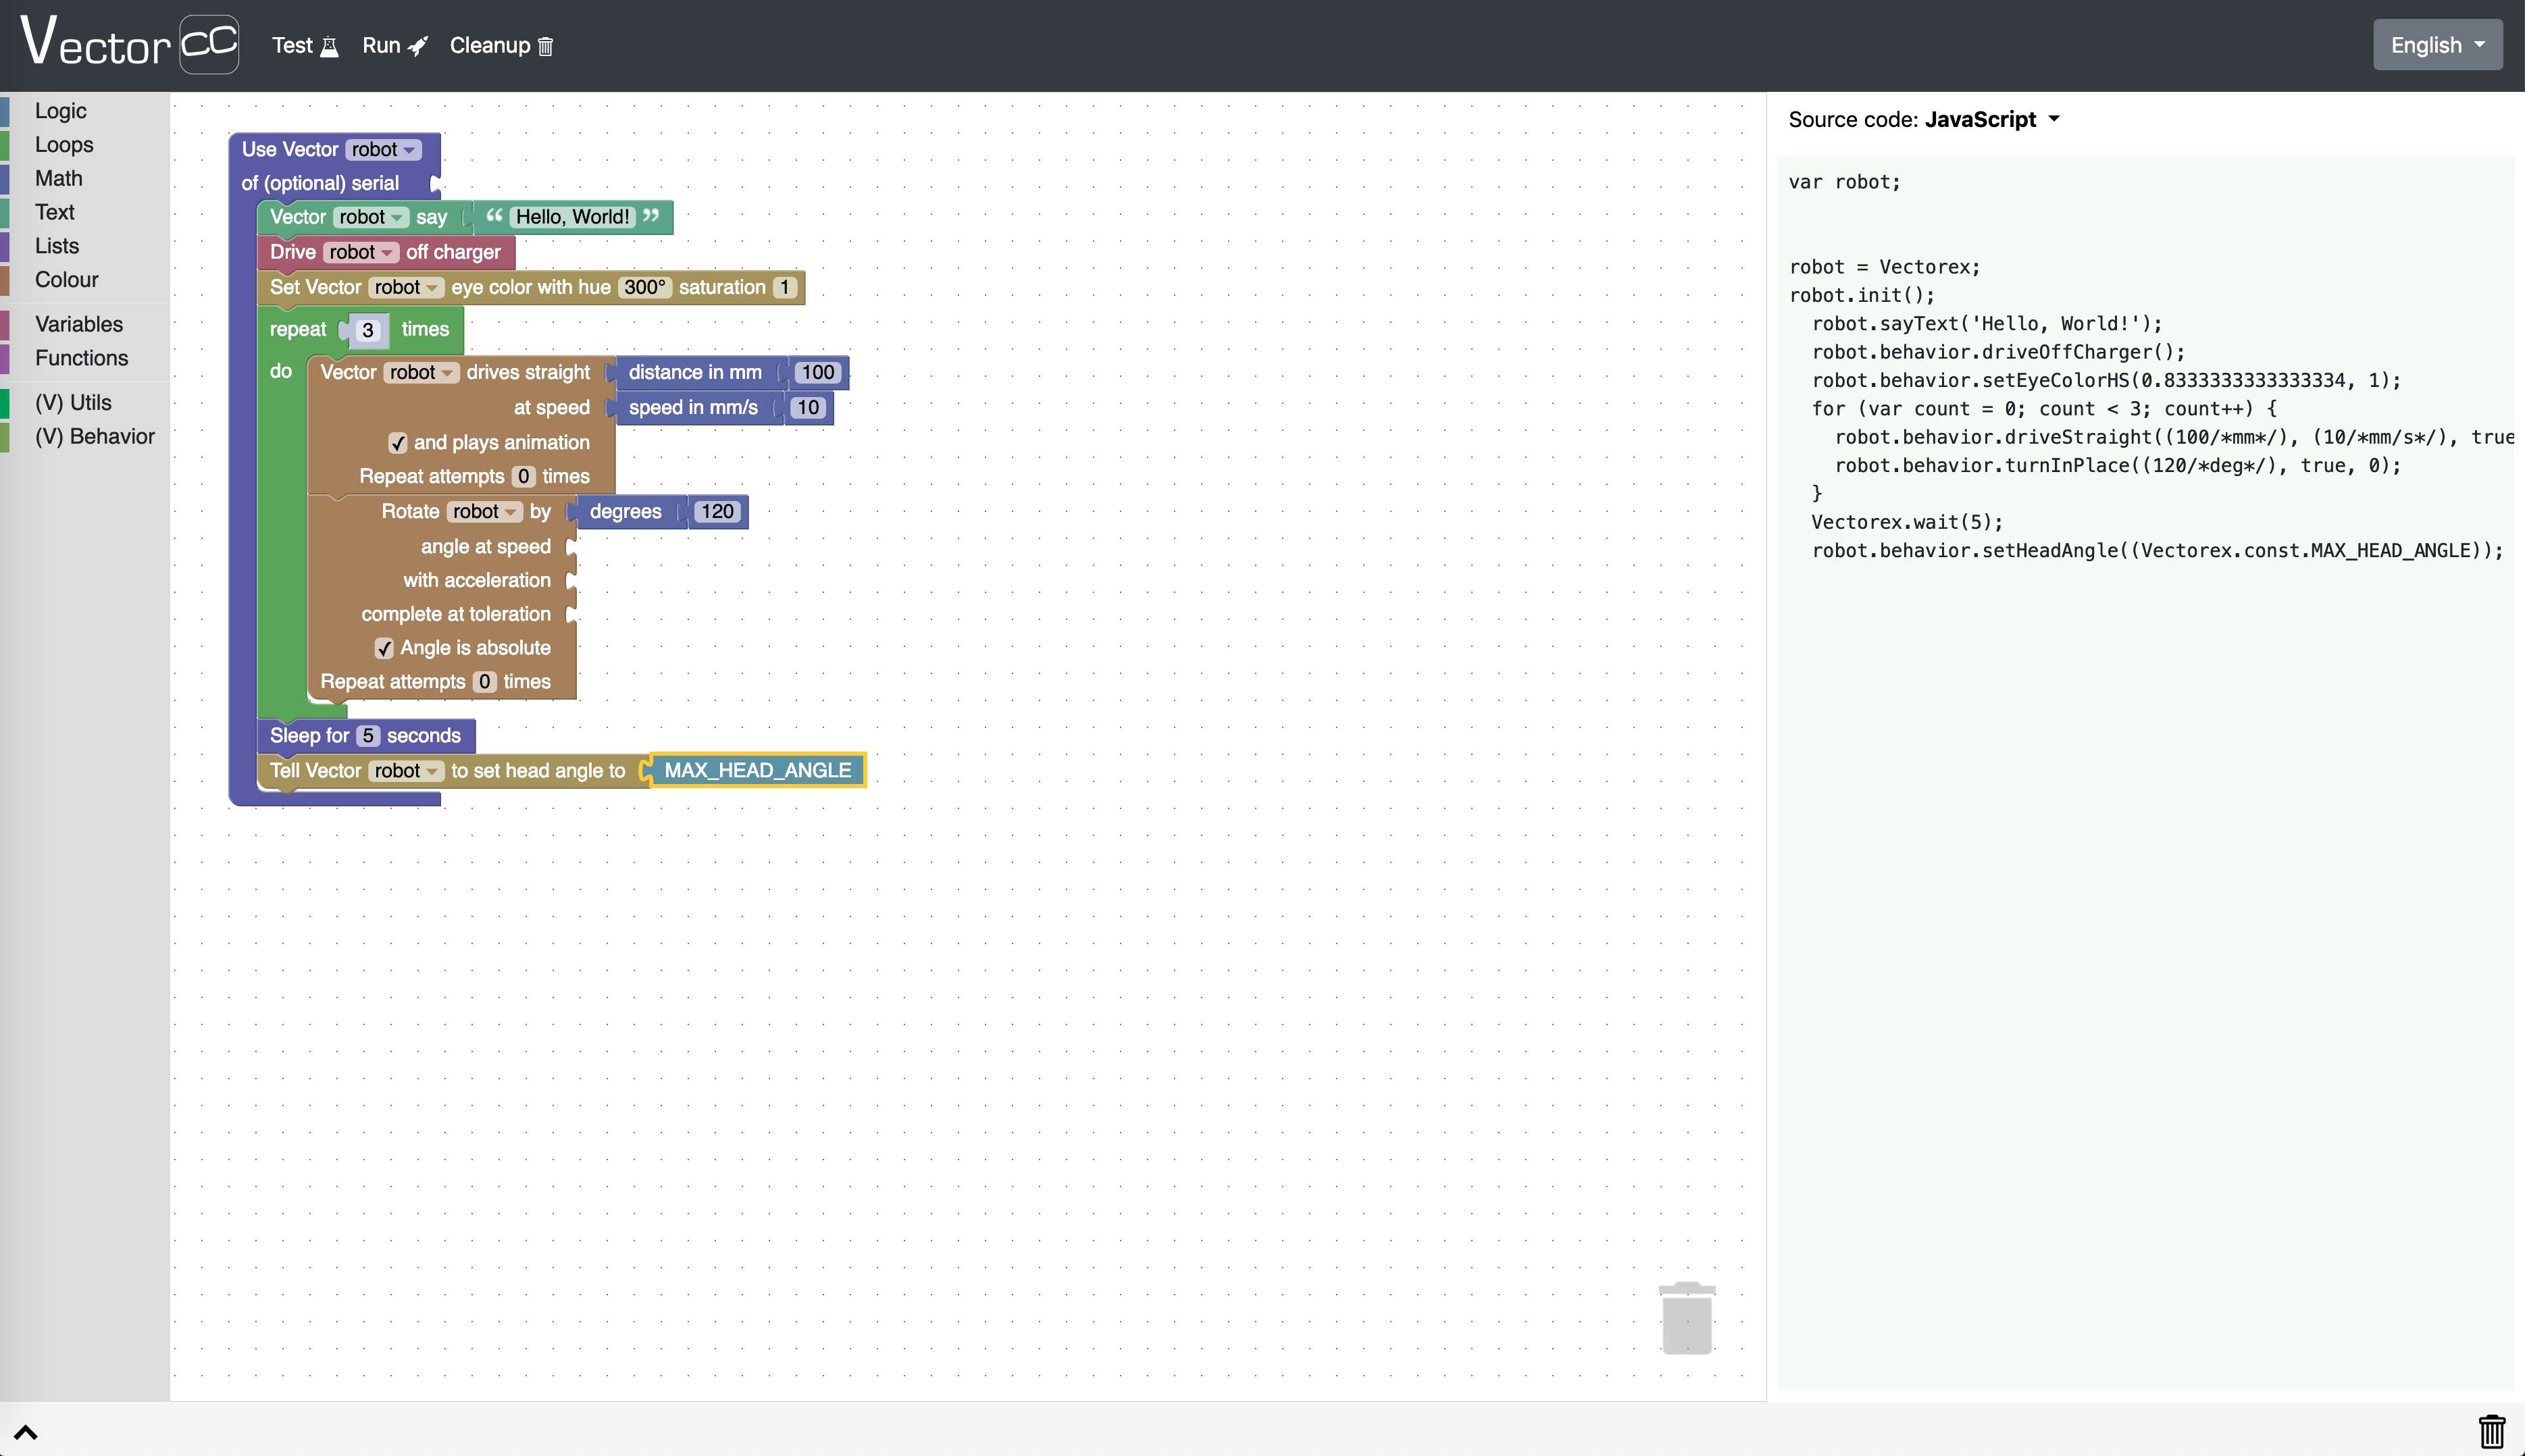 Vector CC Test Run Cleanup English
Logic
Loops
Math
Text
Lists
Colour
Variables
Functions
(V) Utils
(V) Behavior
Use Vector robot
of (optional) serial
Vector robot say “ Hello, World! ”
Drive robot off charger
Set Vector robot eye color with hue 300° saturation 1
repeat 3 times
do Vector robot drives straight distance in mm 100
at speed speed in mm/s 10
✓ and plays animation
Repeat attempts 0 times
Rotate robot by degrees 120
angle at speed
with acceleration
complete at toleration
✓ Angle is absolute
Repeat attempts 0 times
Sleep for 5 seconds
Tell Vector robot to set head angle to MAX_HEAD_ANGLE
Source code: JavaScript
var robot;
robot = Vectorex;
robot.init();
robot.sayText('Hello, World!');
robot.behavior.driveOffCharger();
robot.behavior.setEyeColorHS(0.8333333333333334, 1);
for (var count = 0; count < 3; count++) {
robot.behavior.driveStraight((100/*mm*/), (10/*mm/s*/), true
robot.behavior.turnInPlace((120/*deg*/), true, 0);
}
Vectorex.wait(5);
robot.behavior.setHeadAngle((Vectorex.const.MAX_HEAD_ANGLE));